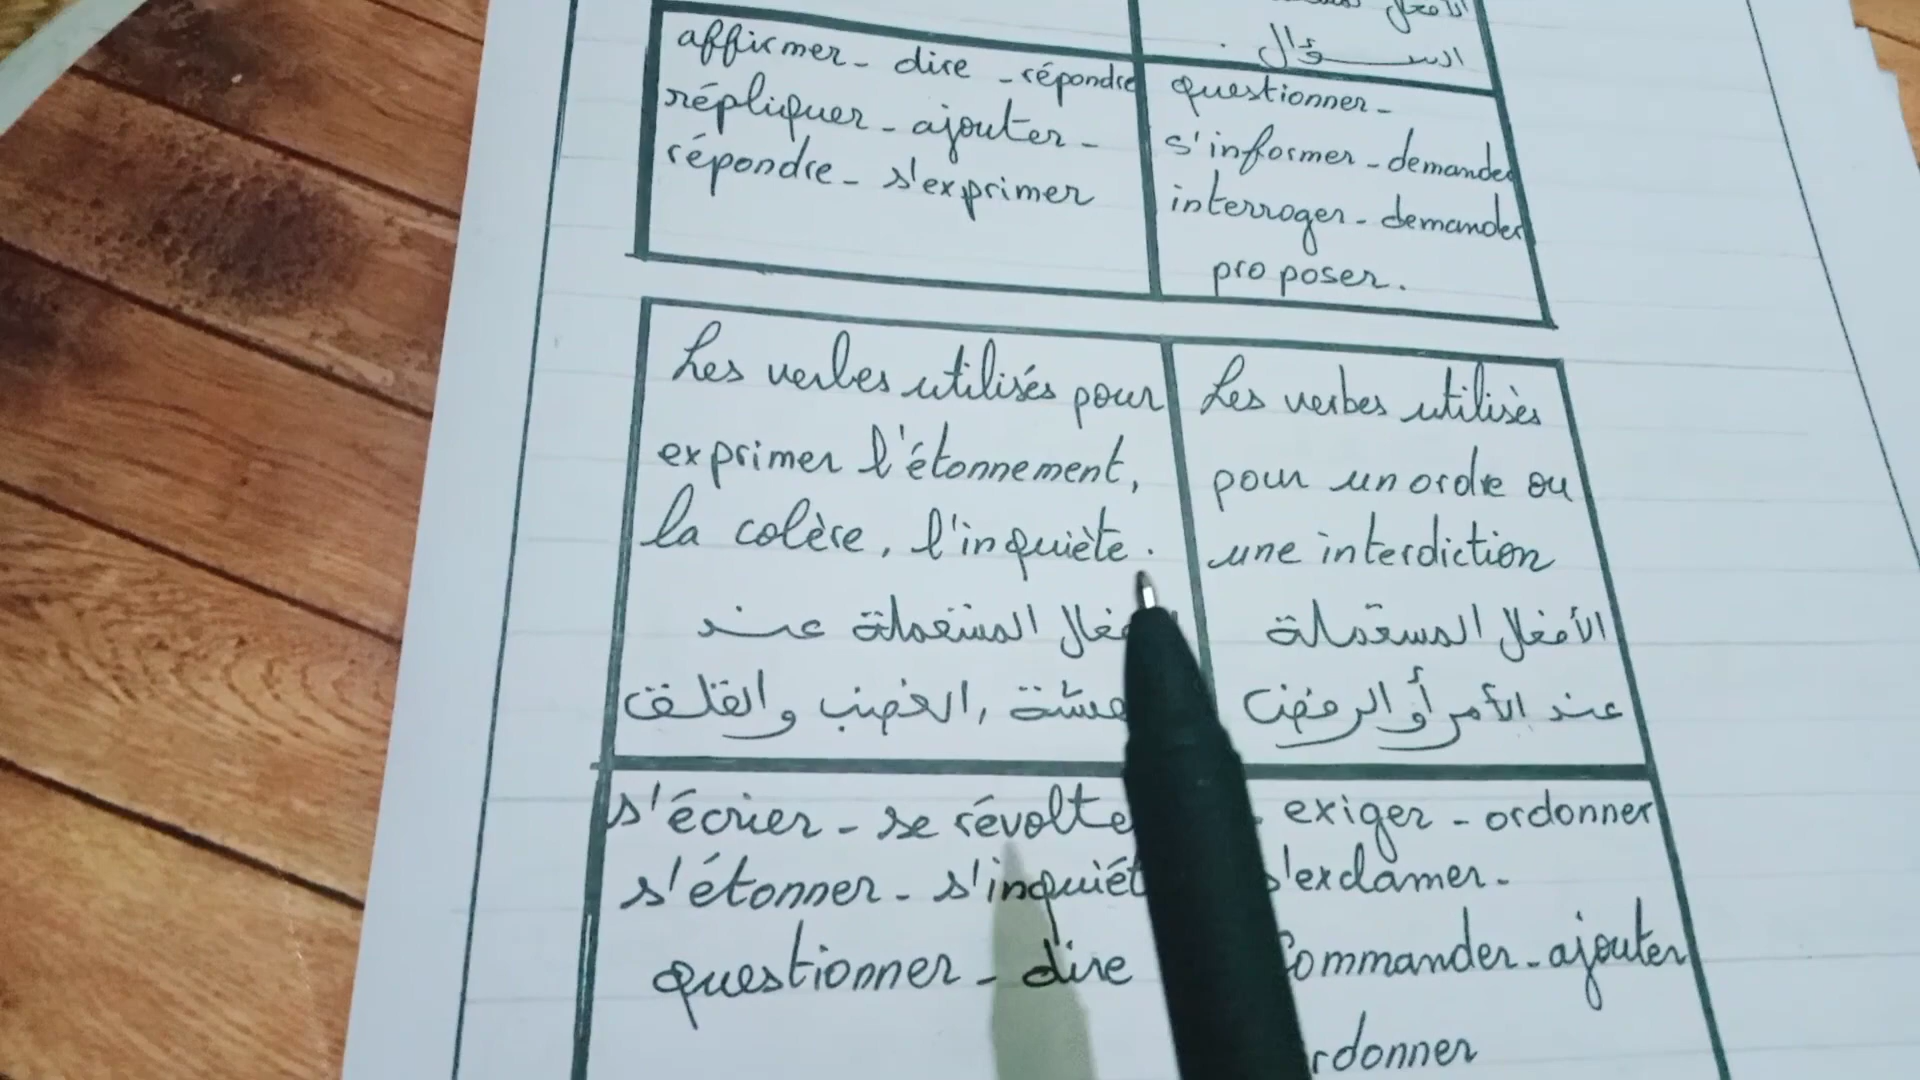 السؤال
affirmer - dire - répondre
répliquer - ajouter -
répondre - s'exprimer
questionner -
s'informer - demander
interroger - demander
proposer.
Les verbes utilisés pour
exprimer l'étonnement,
la colère, l'inquiète.
المستعملة عند
الغضب والقلق
Les verbes utilisès
pour un ordre ou
une interdiction
الأفعال المستعملة
عند الأمر أو الرفض
s'écrier - se révolte
s'étonner - s'inquiét
questionner - dire
exiger - ordonner
s'exclamer -
commander - ajouter
rdonner